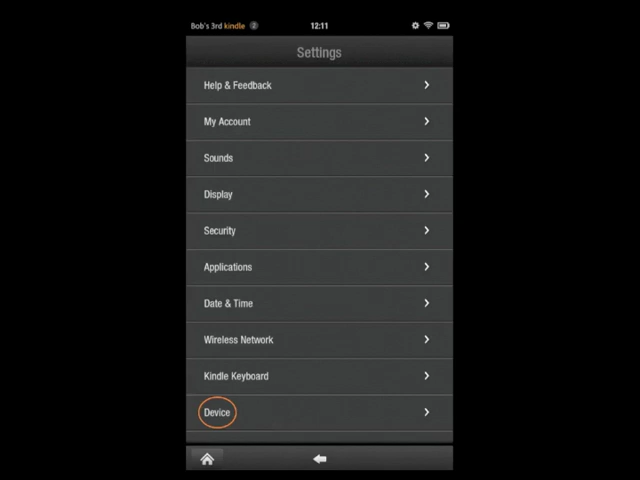 Bob's 3rd kindle 2 12:11
Settings
Help & Feedback
My Account
Sounds
Display
Security
Applications
Date & Time
Wireless Network
Kindle Keyboard
Device